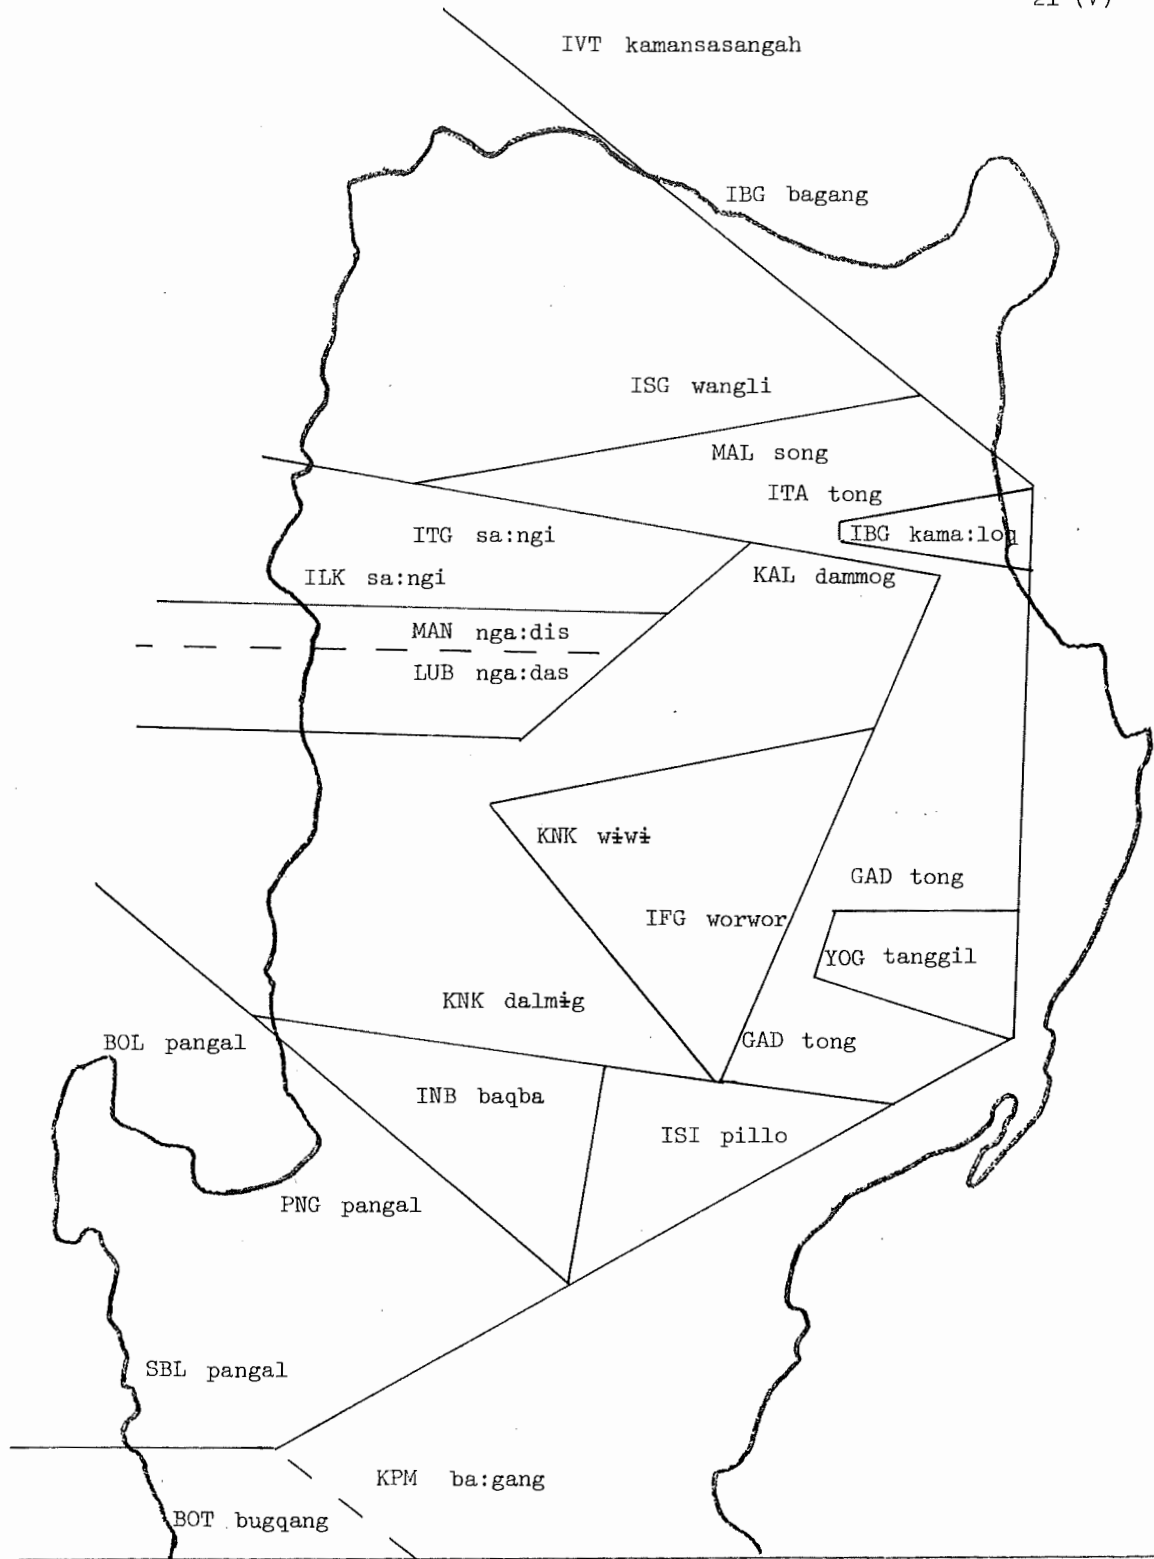 21 (V)
IVT kamansasangah
IBG bagang
ISG wangli
MAL song
ITA tong
IBG kama:loq
ITG sa:ngi
ILK sa:ngi
KAL dammog
MAN nga:dis
LUB nga:das
KNK wɨwɨ
GAD tong
IFG worwor
YOG tanggil
KNK dalmɨg
GAD tong
BOL pangal
INB baqba
ISI pillo
PNG pangal
SBL pangal
KPM ba:gang
BOT bugqang